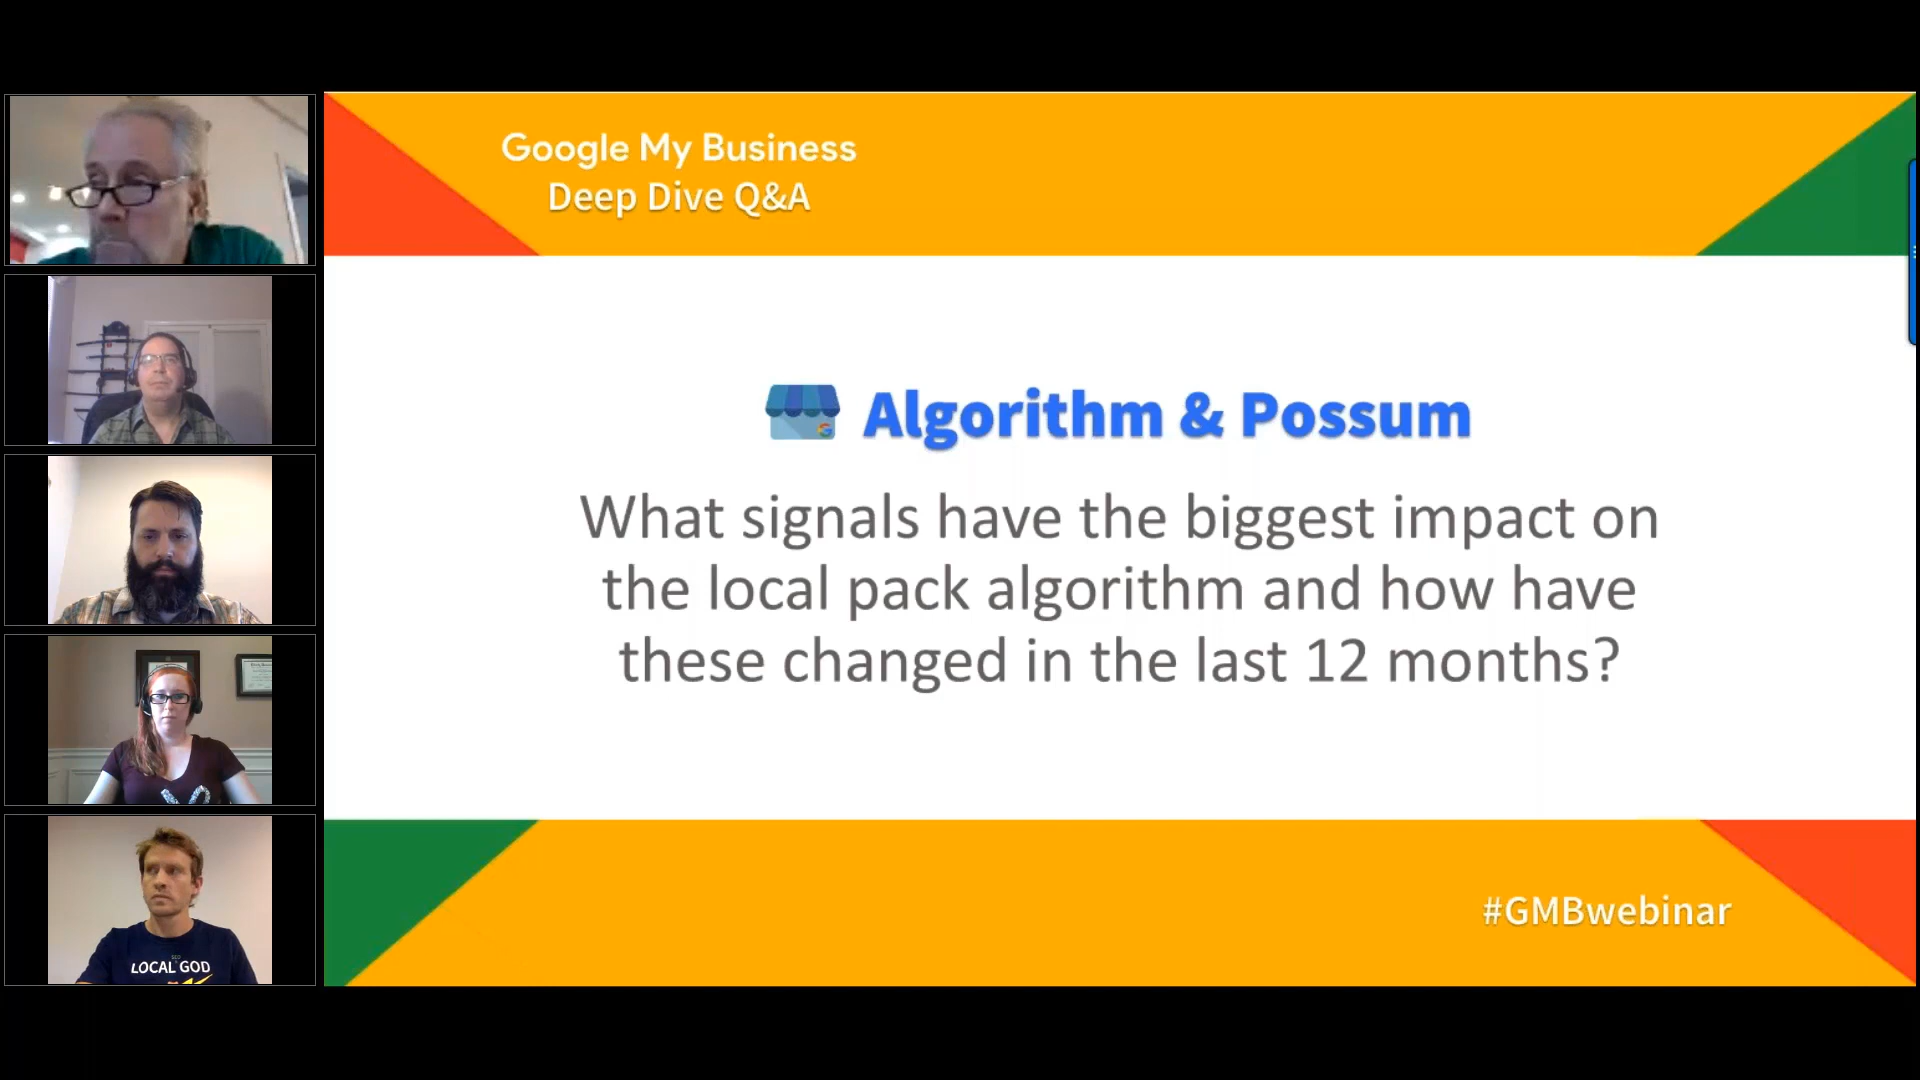 Google My Business
Deep Dive Q&A
Algorithm & Possum
What signals have the biggest impact on
the local pack algorithm and how have
these changed in the last 12 months?
#GMBwebinar
SEO
LOCAL GOD